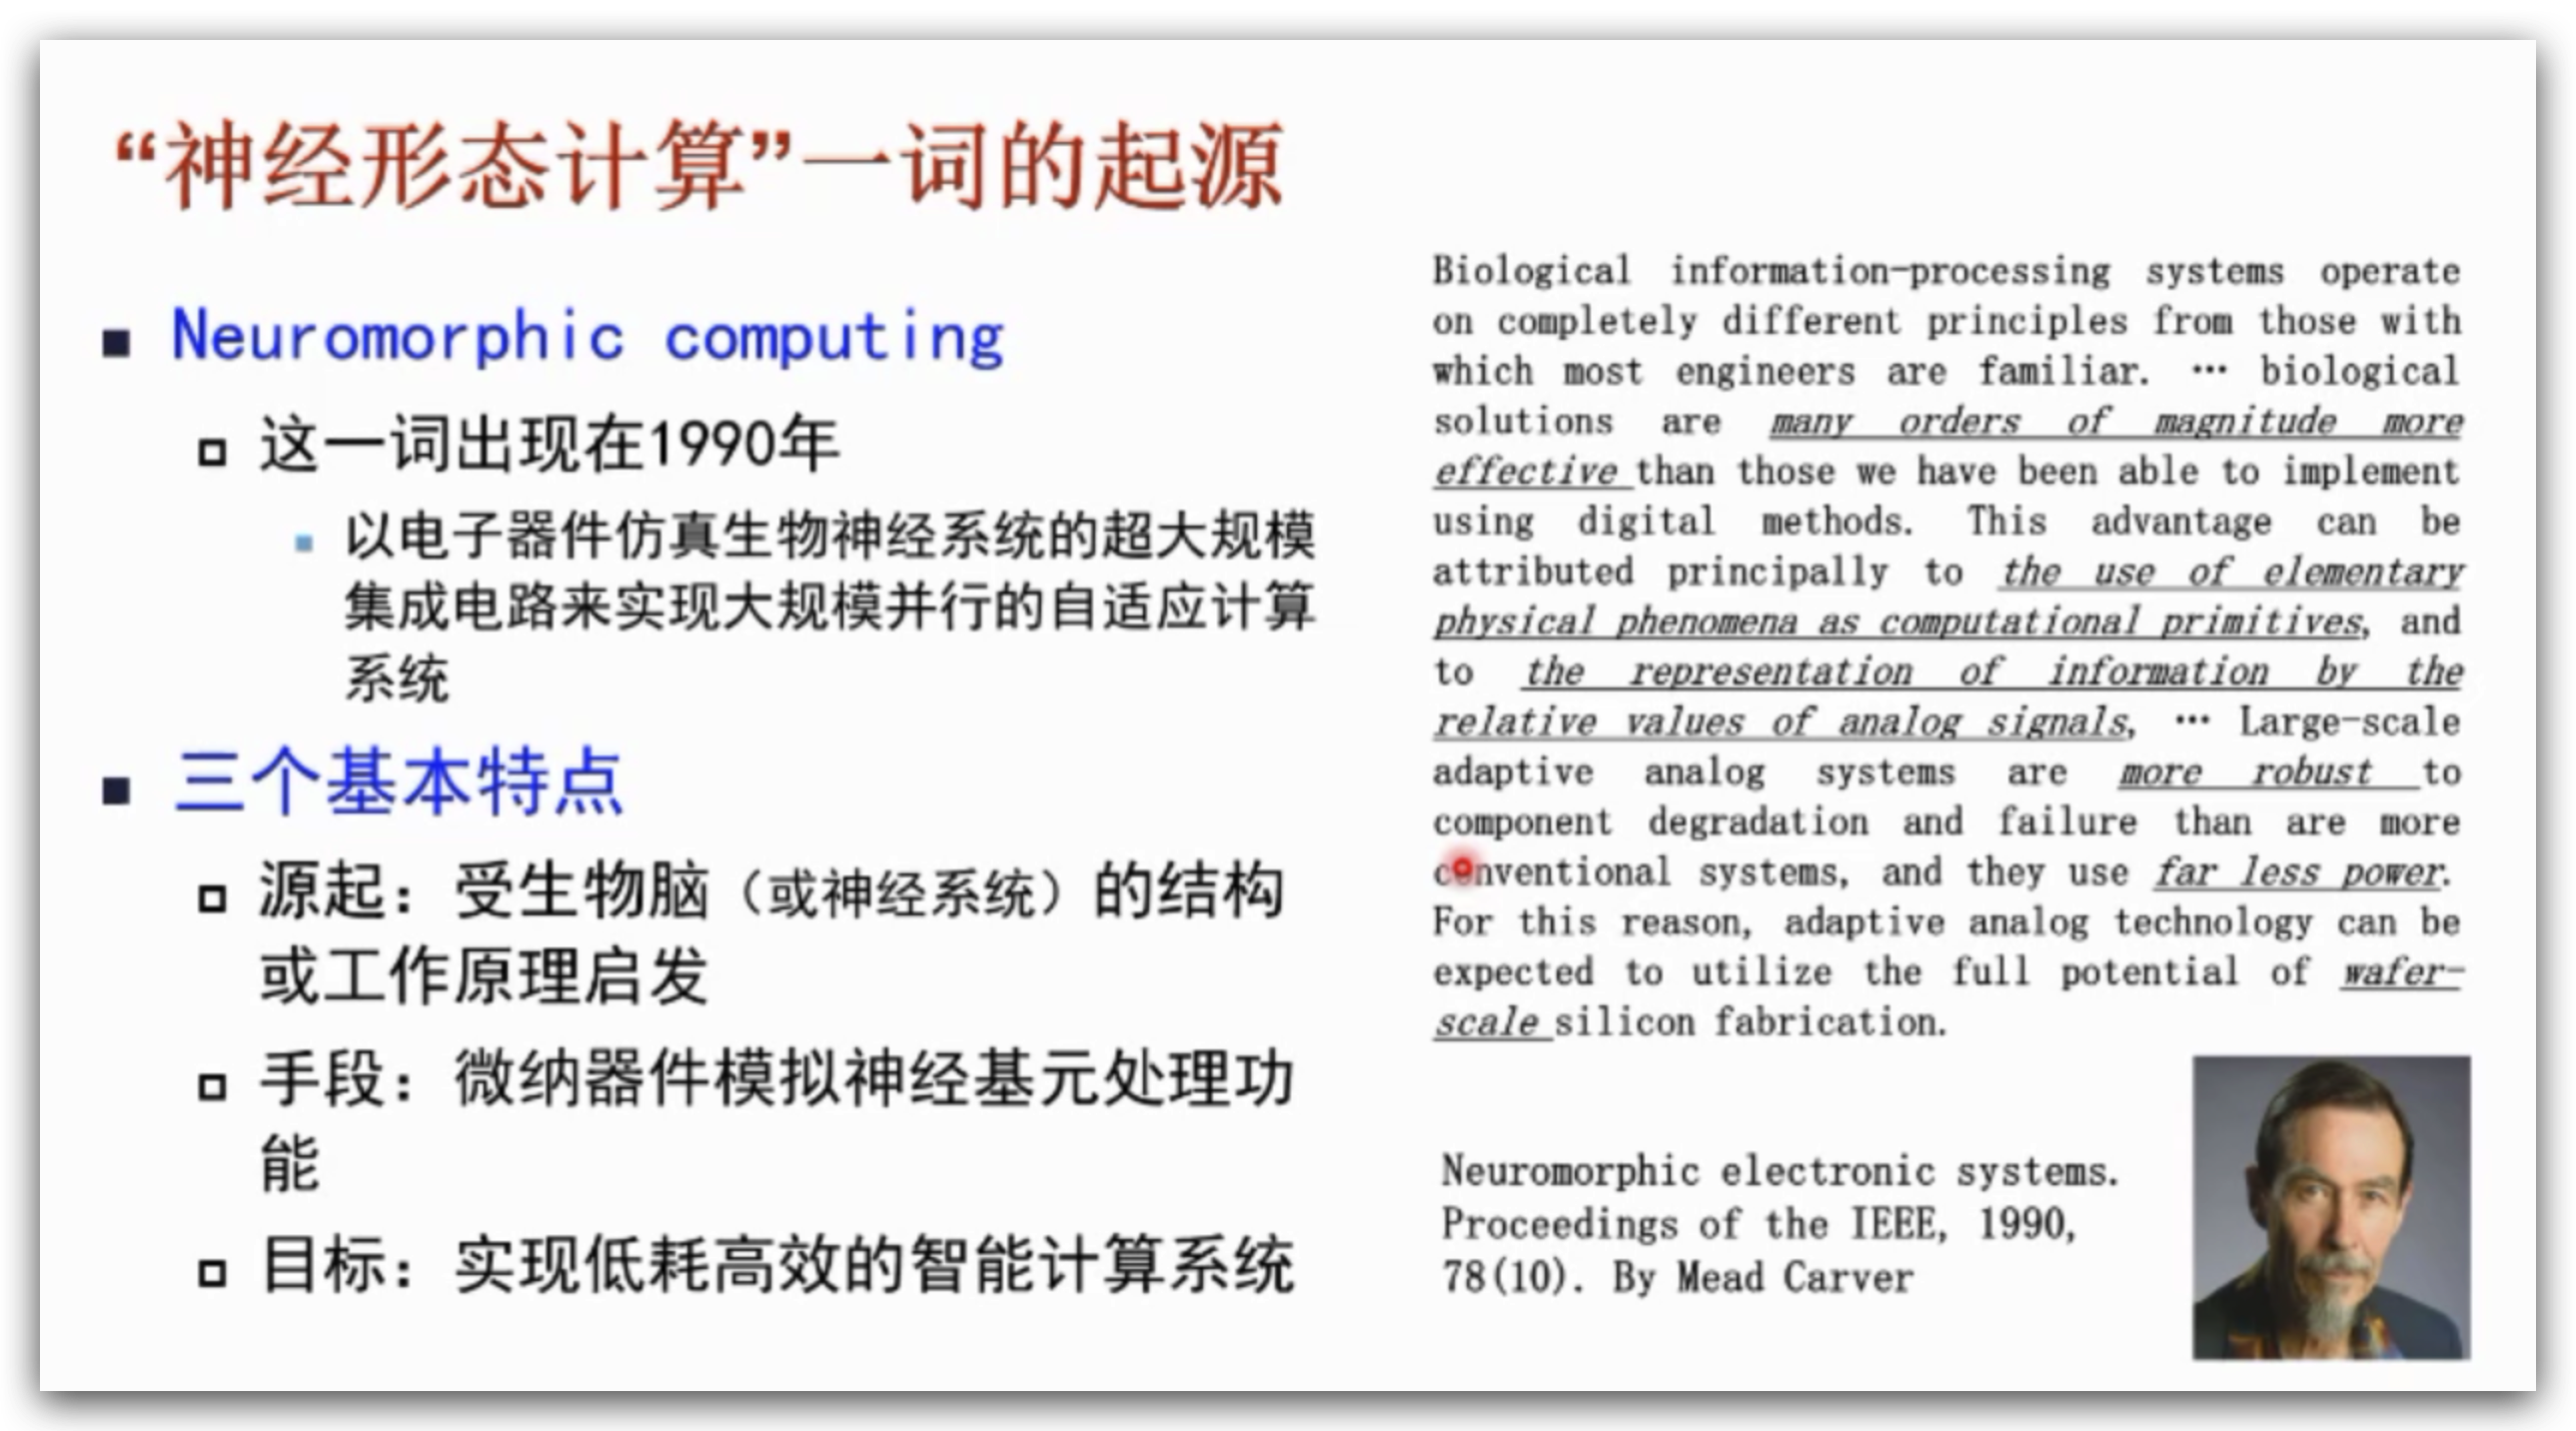 “神经形态计算”一词的起源
Neuromorphic computing
这一词出现在1990年
以电子器件仿真生物神经系统的超大规模
集成电路来实现大规模并行的自适应计算
系统
三个基本特点
源起：受生物脑（或神经系统）的结构
或工作原理启发
手段：微纳器件模拟神经基元处理功
能
目标：实现低耗高效的智能计算系统
Biological information-processing systems operate
on completely different principles from those with
which most engineers are familiar. … biological
solutions are many orders of magnitude more
effective than those we have been able to implement
using digital methods. This advantage can be
attributed principally to the use of elementary
physical phenomena as computational primitives, and
to the representation of information by the
relative values of analog signals, … Large-scale
adaptive analog systems are more robust to
component degradation and failure than are more
conventional systems, and they use far less power.
For this reason, adaptive analog technology can be
expected to utilize the full potential of wafer-
scale silicon fabrication.
Neuromorphic electronic systems.
Proceedings of the IEEE, 1990,
78(10). By Mead Carver